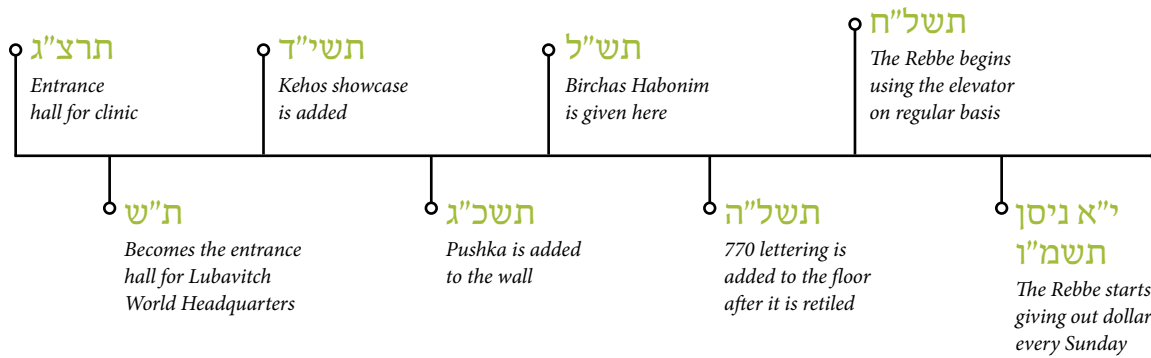 תרצ"ג
Entrance
hall for clinic
ת"ש
Becomes the entrance
hall for Lubavitch
World Headquarters
תשי"ד
Kehos showcase
is added
תשכ"ג
Pushka is added
to the wall
תש"ל
Birchas Habonim
is given here
תשל"ה
770 lettering is
added to the floor
after it is retiled
תשל"ח
The Rebbe begins
using the elevator
on regular basis
י"א ניסן
תשמ"ו
The Rebbe starts
giving out dollar
every Sunday